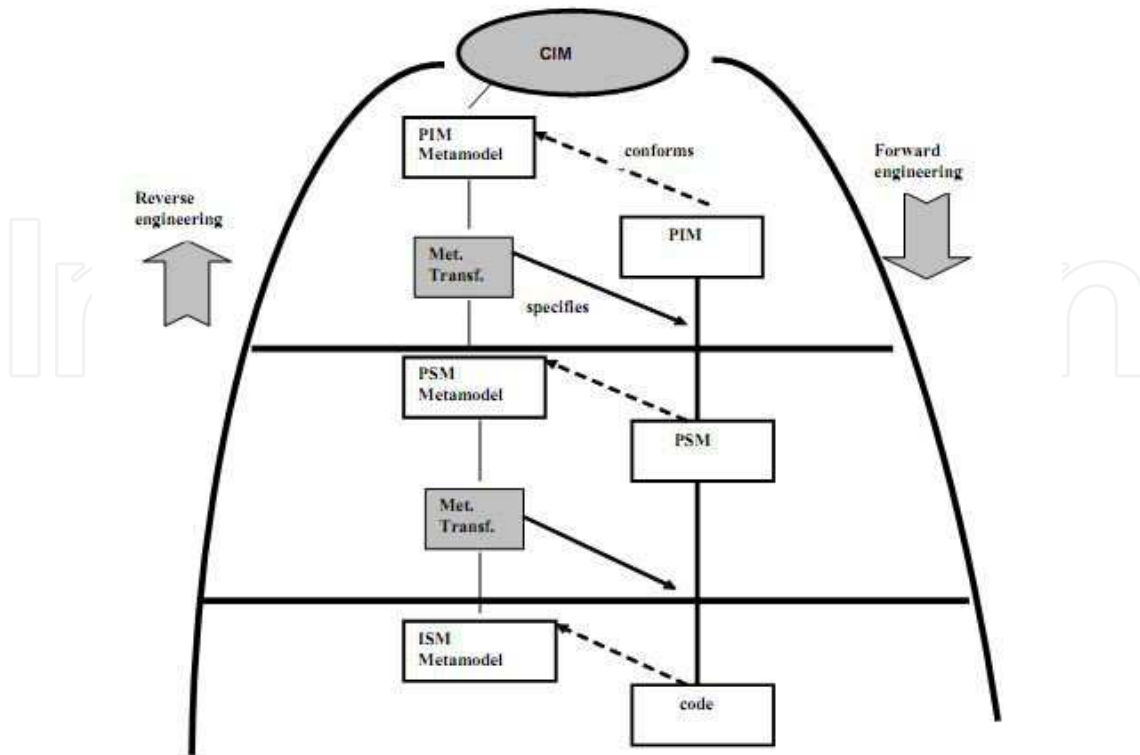 CIM
PIM
Metamodel
conforms
Forward
engineering
Reverse
engineering
PIM
Met.
Transf.
specifies
PSM
Metamodel
PSM
Met.
Transf.
ISM
Metamodel
code